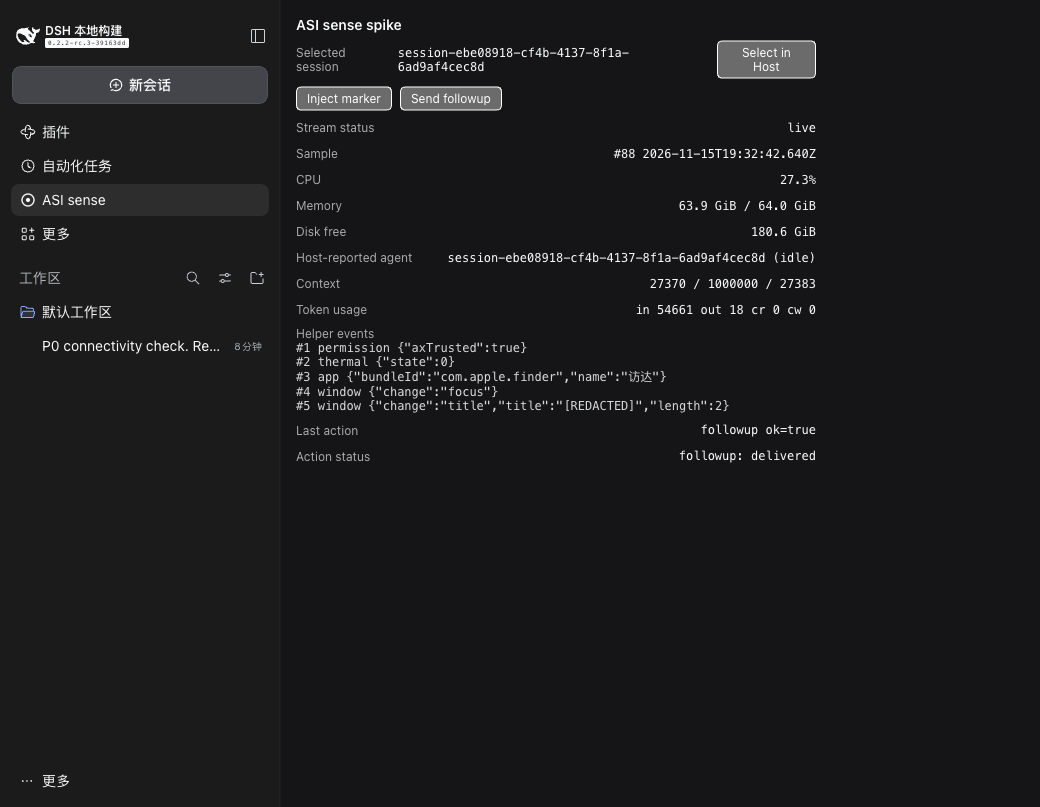 DSH 本地构建
0.2.2-rc.3-39163dd
新会话
插件
自动化任务
ASI sense
更多
工作区
默认工作区
P0 connectivity check. Re... 8分钟
更多
ASI sense spike
Selected session session-ebe08918-cf4b-4137-8f1a-6ad9af4cec8d Select in Host
Inject marker Send followup
Stream status live
Sample #88 2026-11-15T19:32:42.640Z
CPU 27.3%
Memory 63.9 GiB / 64.0 GiB
Disk free 180.6 GiB
Host-reported agent session-ebe08918-cf4b-4137-8f1a-6ad9af4cec8d (idle)
Context 27370 / 1000000 / 27383
Token usage in 54661 out 18 cr 0 cw 0
Helper events
#1 permission {"axTrusted":true}
#2 thermal {"state":0}
#3 app {"bundleId":"com.apple.finder","name":"访达"}
#4 window {"change":"focus"}
#5 window {"change":"title","title":"[REDACTED]","length":2}
Last action followup ok=true
Action status followup: delivered